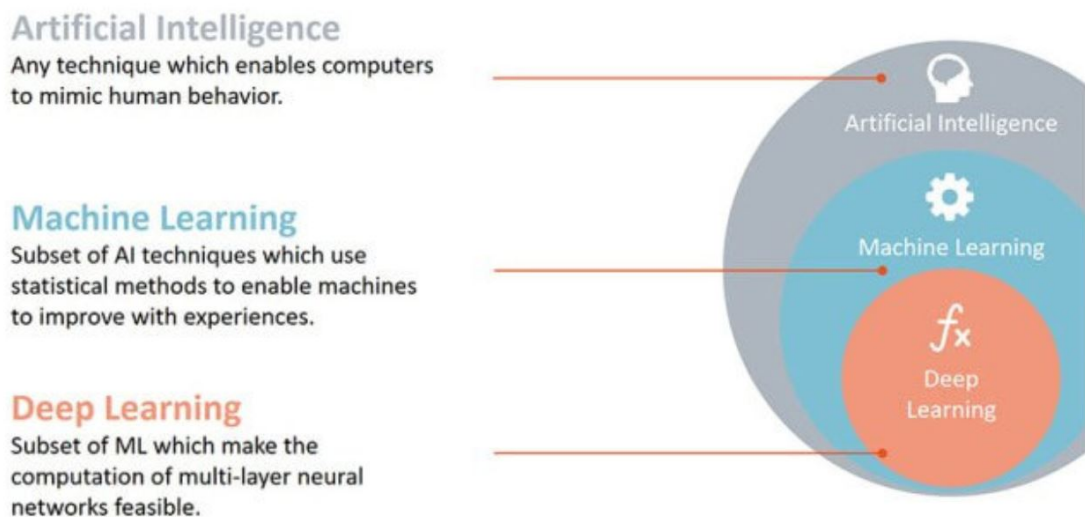 Artificial Intelligence
Any technique which enables computers
to mimic human behavior.
Machine Learning
Subset of AI techniques which use
statistical methods to enable machines
to improve with experiences.
Deep Learning
Subset of ML which make the
computation of multi-layer neural
networks feasible.
Artificial Intelligence
Machine Learning
fx
Deep
Learning